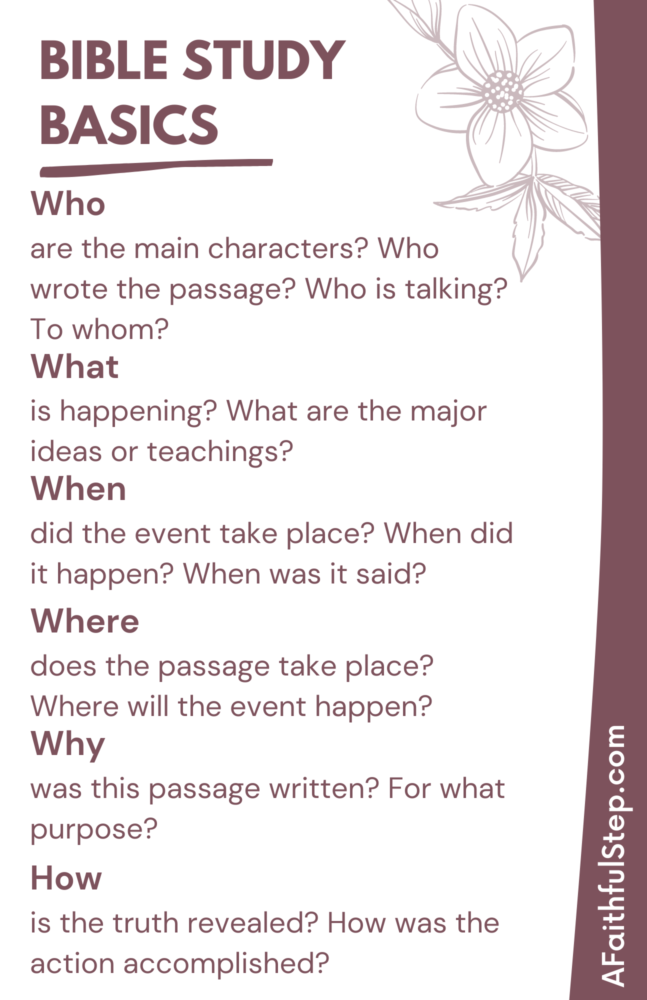 BIBLE STUDY
BASICS
Who
are the main characters? Who
wrote the passage? Who is talking?
To whom?
What
is happening? What are the major
ideas or teachings?
When
did the event take place? When did
it happen? When was it said?
Where
does the passage take place?
Where will the event happen?
Why
was this passage written? For what
purpose?
How
is the truth revealed? How was the
action accomplished?
AFaithfulStep.com